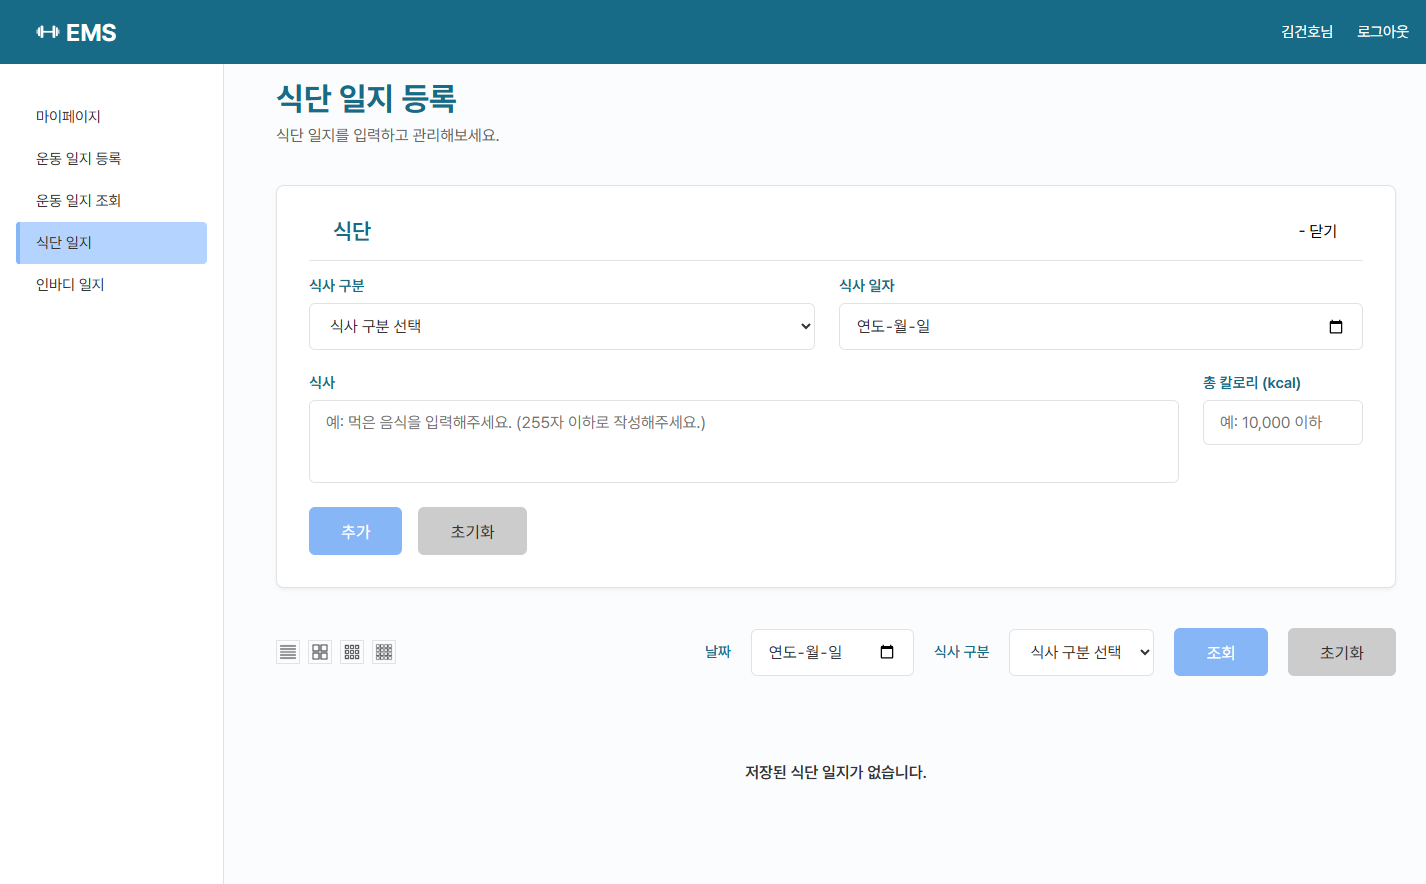 EMS
김건호님 로그아웃
마이페이지
운동 일지 등록
운동 일지 조회
식단 일지
인바디 일지
식단 일지 등록
식단 일지를 입력하고 관리해보세요.
식단 - 닫기
식사 구분 식사 일자
식사 구분 선택 연도-월-일
식사 총 칼로리 (kcal)
예: 먹은 음식을 입력해주세요. (255자 이하로 작성해주세요.) 예: 10,000 이하
추가 초기화
날짜 연도-월-일 식사 구분 식사 구분 선택 조회 초기화
저장된 식단 일지가 없습니다.